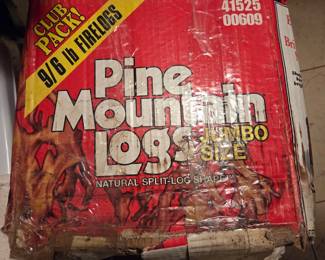 CLUB
PACK!
9/6 lb FIRELOGS
41525
00609
Pine
Mountain
Logs
JUMBO
SIZE
NATURAL SPLIT-LOG SHAPE